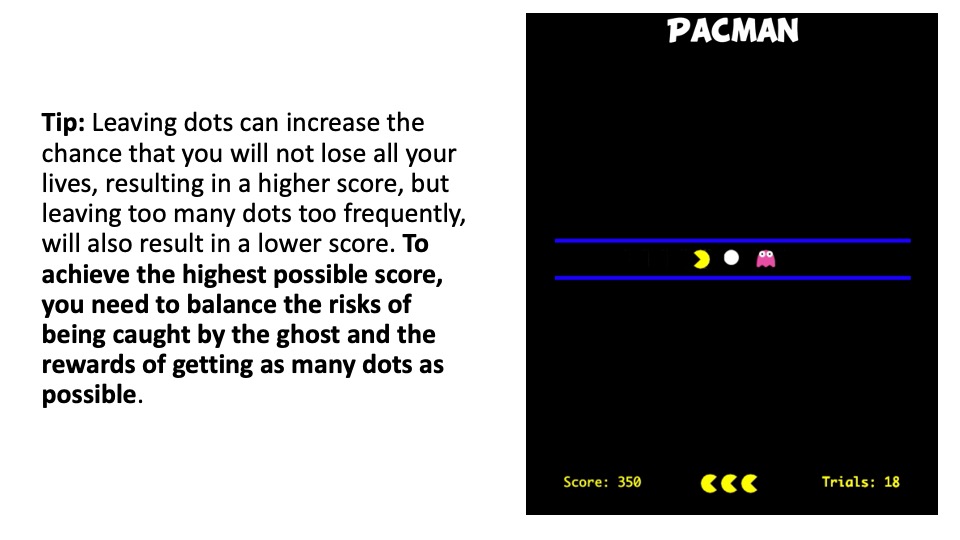 Tip: Leaving dots can increase the
chance that you will not lose all your
lives, resulting in a higher score, but
leaving too many dots too frequently,
will also result in a lower score. To
achieve the highest possible score,
you need to balance the risks of
being caught by the ghost and the
rewards of getting as many dots as
possible.
PACMAN
Score: 350
Trials: 18